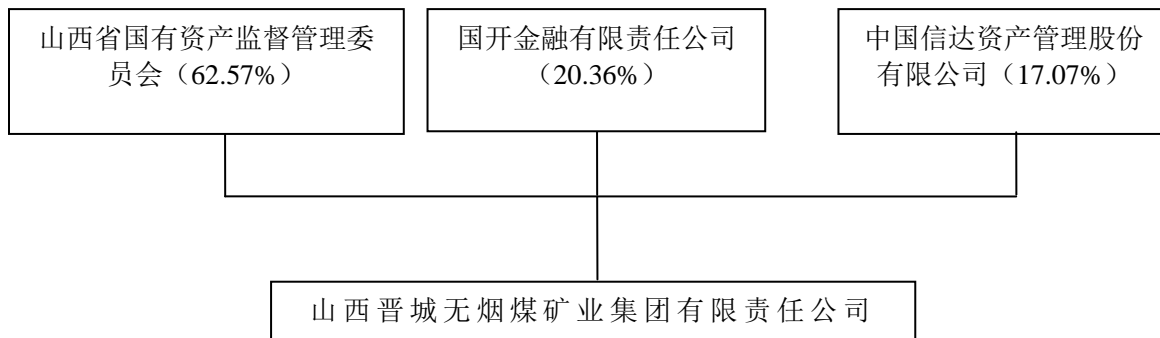 山西省国有资产监督管理委
员会（62.57%）
国开金融有限责任公司
（20.36%）
中国信达资产管理股份
有限公司（17.07%）
山西晋城无烟煤矿业集团有限责任公司